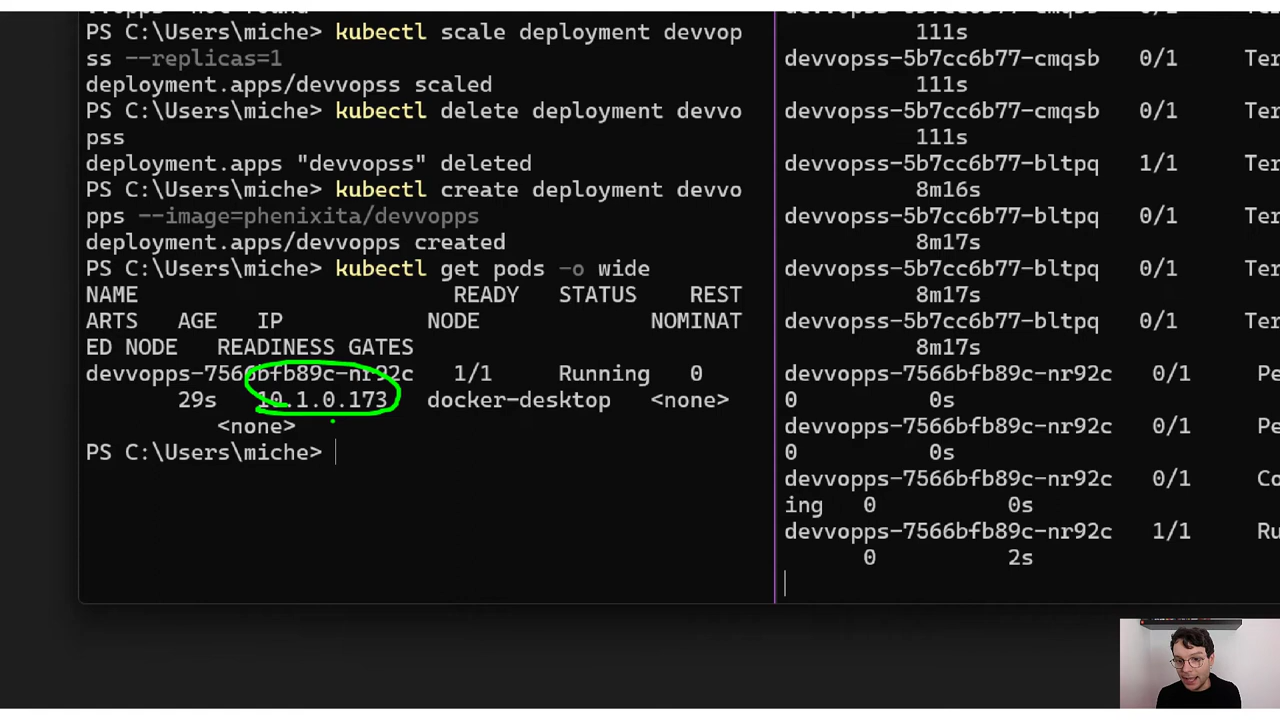 PS C:\Users\miche> kubectl scale deployment devvop
ss --replicas=1
deployment.apps/devvopss scaled
PS C:\Users\miche> kubectl delete deployment devvo
pss
deployment.apps "devvopss" deleted
PS C:\Users\miche> kubectl create deployment devvo
pps --image=phenixita/devvopps
deployment.apps/devvopps created
PS C:\Users\miche> kubectl get pods -o wide
NAME READY STATUS REST
ARTS AGE IP NODE NOMINAT
ED NODE READINESS GATES
devvopps-7566bfb89c-nr92c 1/1 Running 0
29s 10.1.0.173 docker-desktop <none>
<none>
PS C:\Users\miche>
111s
devvopss-5b7cc6b77-cmqsb 0/1 Ter
111s
devvopss-5b7cc6b77-cmqsb 0/1 Ter
111s
devvopss-5b7cc6b77-bltpq 1/1 Ter
8m16s
devvopss-5b7cc6b77-bltpq 0/1 Ter
8m17s
devvopss-5b7cc6b77-bltpq 0/1 Ter
8m17s
devvopss-5b7cc6b77-bltpq 0/1 Ter
8m17s
devvopps-7566bfb89c-nr92c 0/1 Pe
0 0s
devvopps-7566bfb89c-nr92c 0/1 Pe
0 0s
devvopps-7566bfb89c-nr92c 0/1 Co
ing 0 0s
devvopps-7566bfb89c-nr92c 1/1 Ru
0 2s